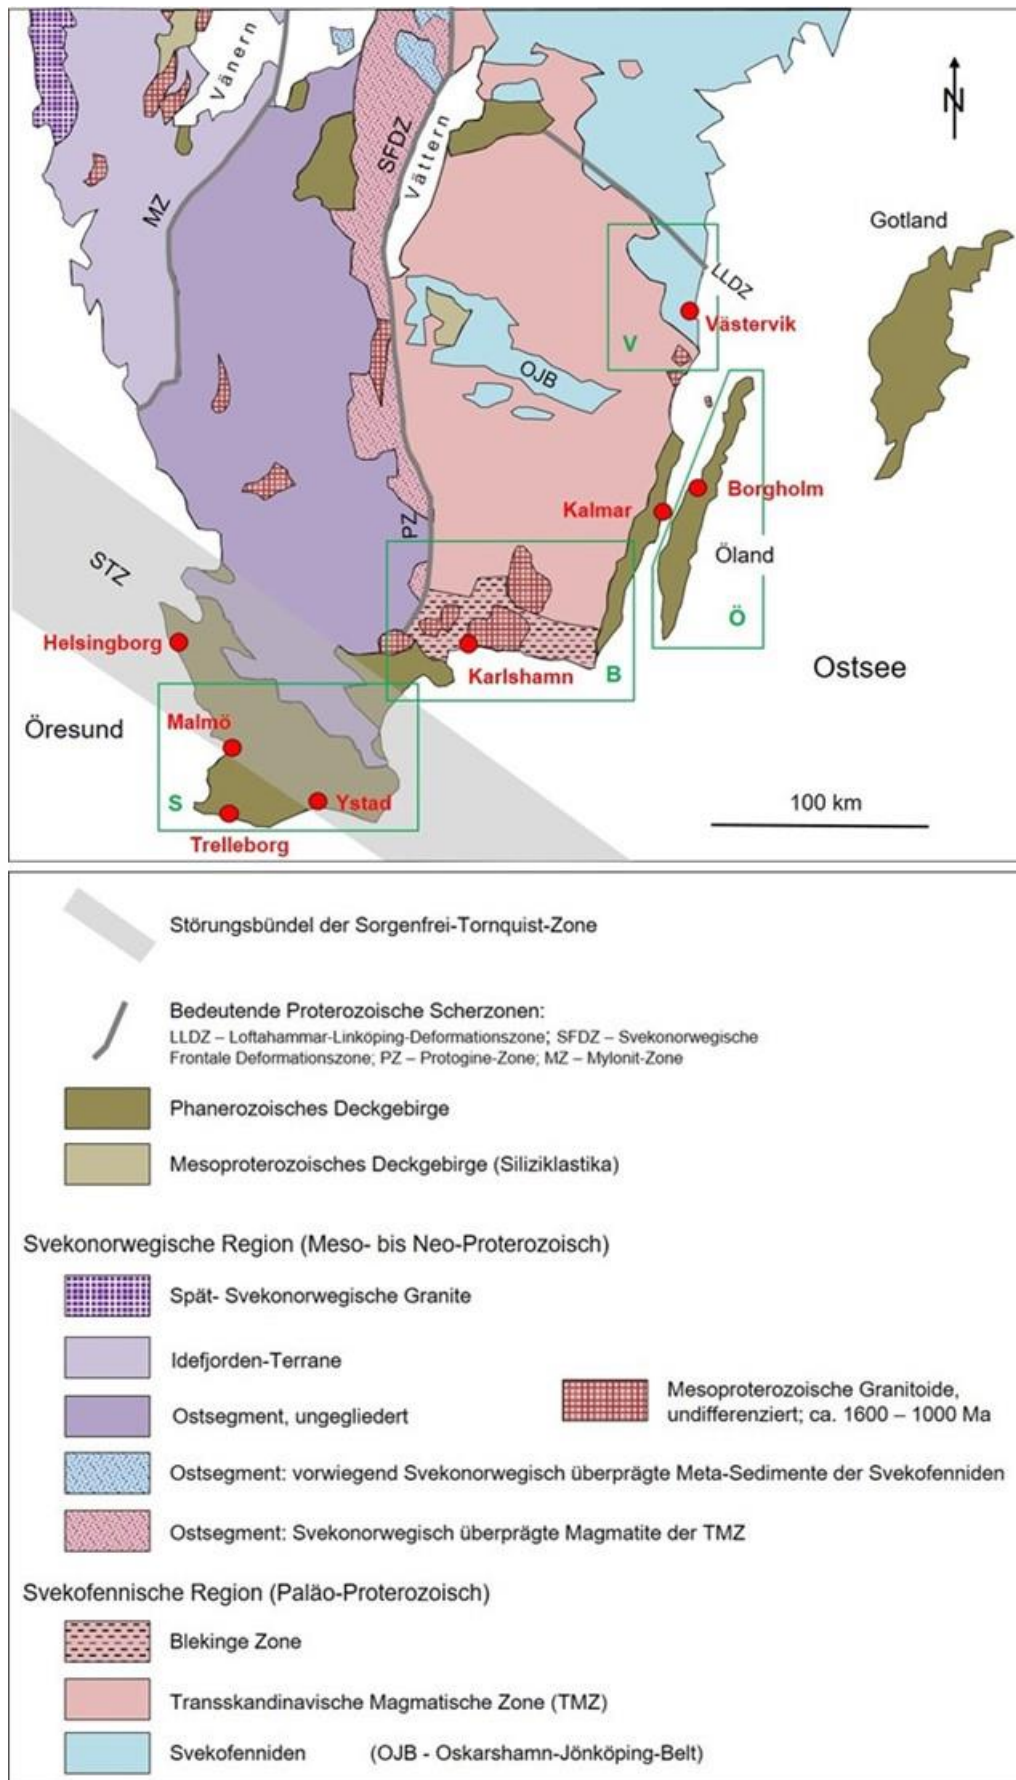 Vänern
N
SFDZ
Vättern
MZ
Gotland
LLDZ
Västervik
V
OJB
Kalmar
Borgholm
PZ
Öland
STZ
Helsingborg
Ö
Karlshamn
B
Ostsee
Öresund
Malmö
S
Ystad
100 km
Trelleborg
Störungsbündel der Sorgenfrei-Tornquist-Zone
Bedeutende Proterozoische Scherzonen:
LLDZ – Loftahammar-Linköping-Deformationszone; SFDZ – Svekonorwegische
Frontale Deformationszone; PZ – Protogine-Zone; MZ – Mylonit-Zone
Phanerozoisches Deckgebirge
Mesoproterozoisches Deckgebirge (Siliziklastika)
Svekonorwegische Region (Meso- bis Neo-Proterozoisch)
Spät- Svekonorwegische Granite
Idefjorden-Terrane
Mesoproterozoische Granitoide,
undifferenziert; ca. 1600 – 1000 Ma
Ostsegment, ungegliedert
Ostsegment: vorwiegend Svekonorwegisch überprägte Meta-Sedimente der Svekofenniden
Ostsegment: Svekonorwegisch überprägte Magmatite der TMZ
Svekofennische Region (Paläo-Proterozoisch)
Blekinge Zone
Transskandinavische Magmatische Zone (TMZ)
Svekofenniden (OJB - Oskarshamn-Jönköping-Belt)